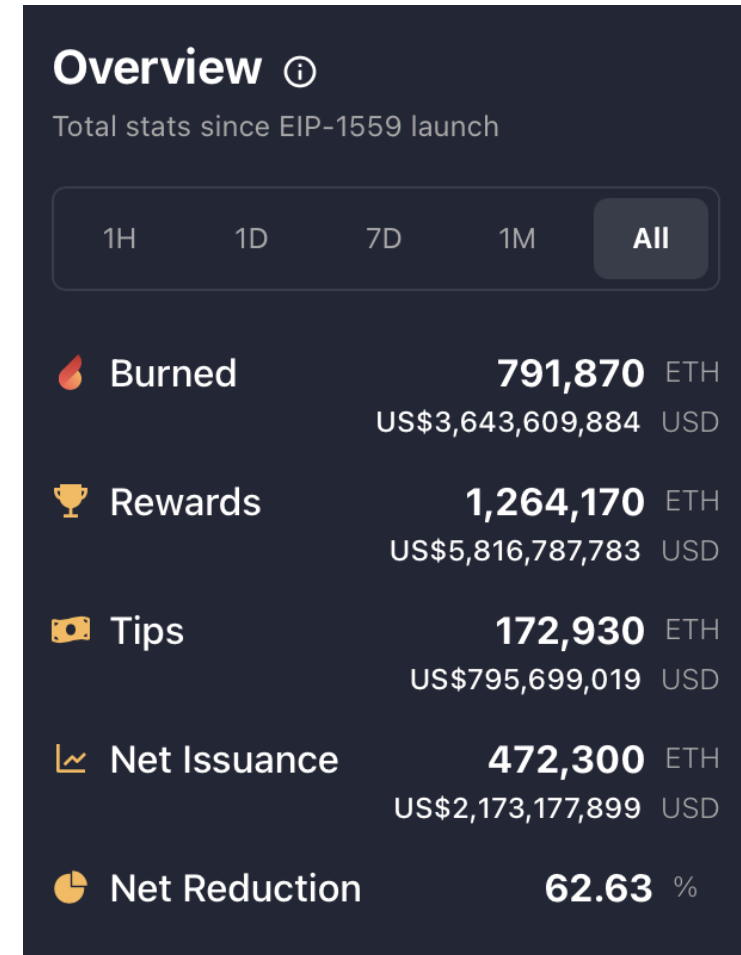 Overview
Total stats since EIP-1559 launch
1H 1D 7D 1M All
Burned 791,870 ETH
US$3,643,609,884 USD
Rewards 1,264,170 ETH
US$5,816,787,783 USD
Tips 172,930 ETH
US$795,699,019 USD
Net Issuance 472,300 ETH
US$2,173,177,899 USD
Net Reduction 62.63 %